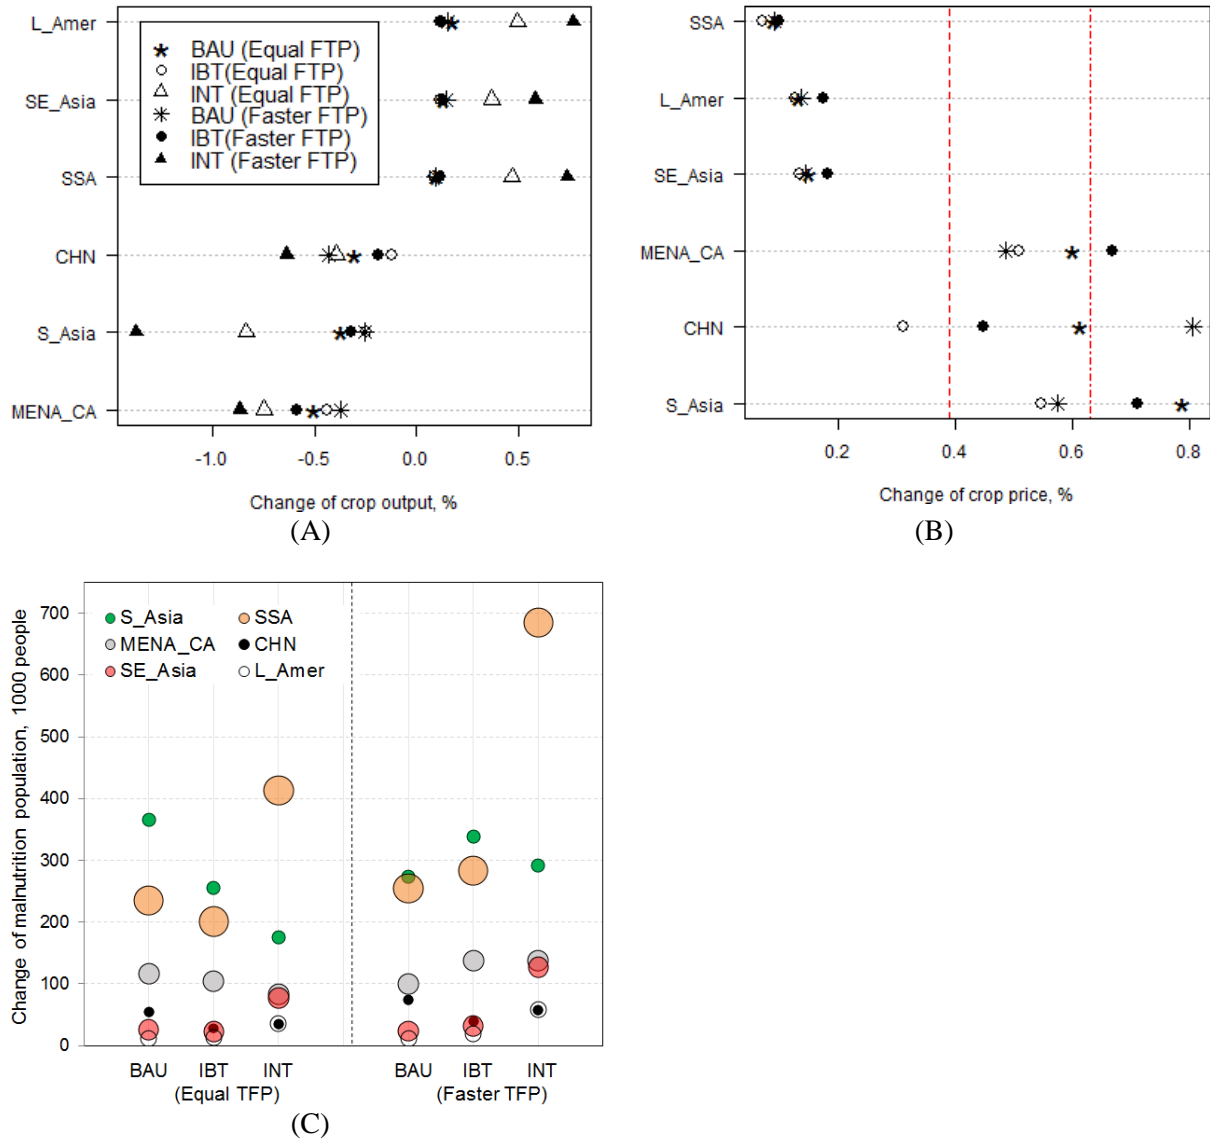 L_Amer
SE_Asia
SSA
CHN
S_Asia
MENA_CA
BAU (Equal FTP)
IBT(Equal FTP)
INT (Equal FTP)
BAU (Faster FTP)
IBT(Faster FTP)
INT (Faster FTP)
-1.0 -0.5 0.0 0.5
Change of crop output, %
(A)
SSA
L_Amer
SE_Asia
MENA_CA
CHN
S_Asia
0.2 0.4 0.6 0.8
Change of crop price, %
(B)
Change of malnutrition population, 1000 people
700
600
500
400
300
200
100
0
S_Asia SSA
MENA_CA CHN
SE_Asia L_Amer
BAU IBT INT BAU IBT INT
(Equal TFP) (Faster TFP)
(C)